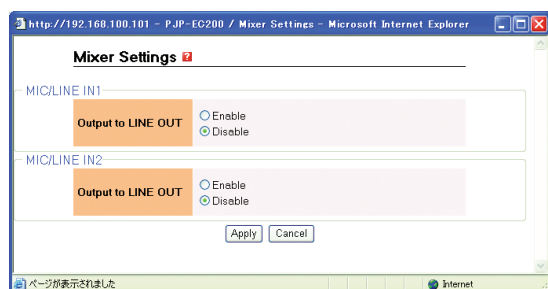 http://192.168.100.101 - PJP-EC200 / Mixer Settings - Microsoft Internet Explorer
Mixer Settings ?
MIC/LINE IN1
Output to LINE OUT
Enable
Disable
MIC/LINE IN2
Output to LINE OUT
Enable
Disable
Apply Cancel
ページが表示されました Internet